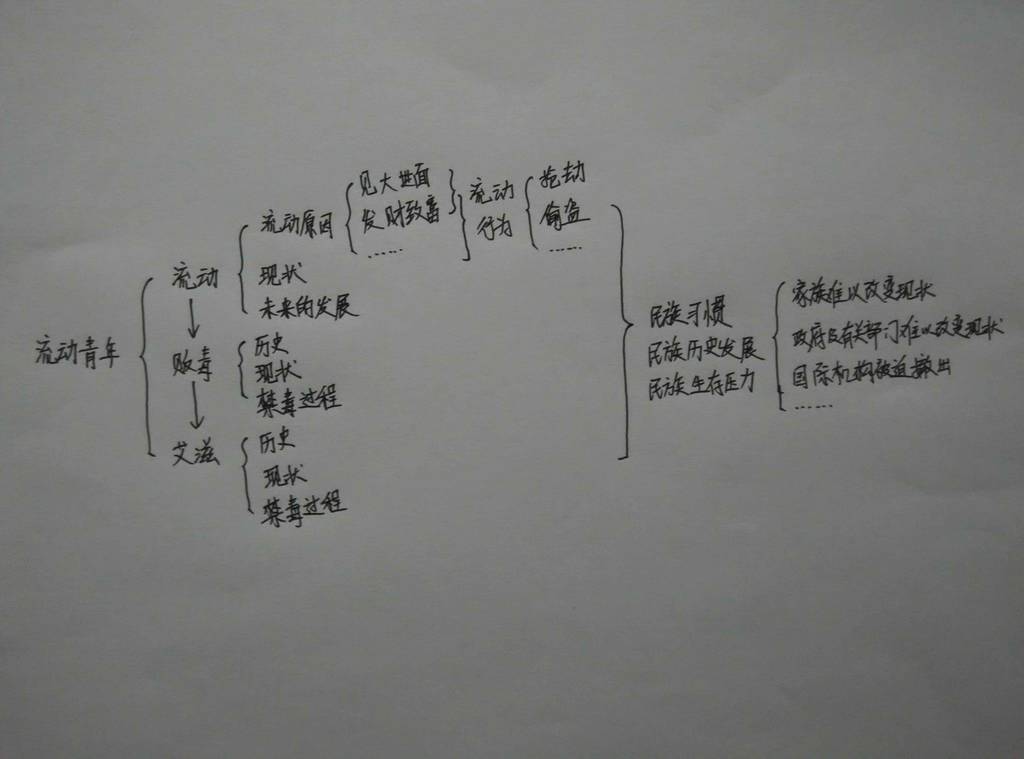 流动青年
流动
贩毒
艾滋
流动原因
现状
未来的发展
历史
现状
禁毒过程
历史
现状
禁毒过程
见大世面
发财致富
……
流动
行为
抢劫
偷盗
……
民族习惯
民族历史发展
民族生存压力
家族难以改变现状
政府及有关部门难以改变现状
国际机构被迫撤出
……